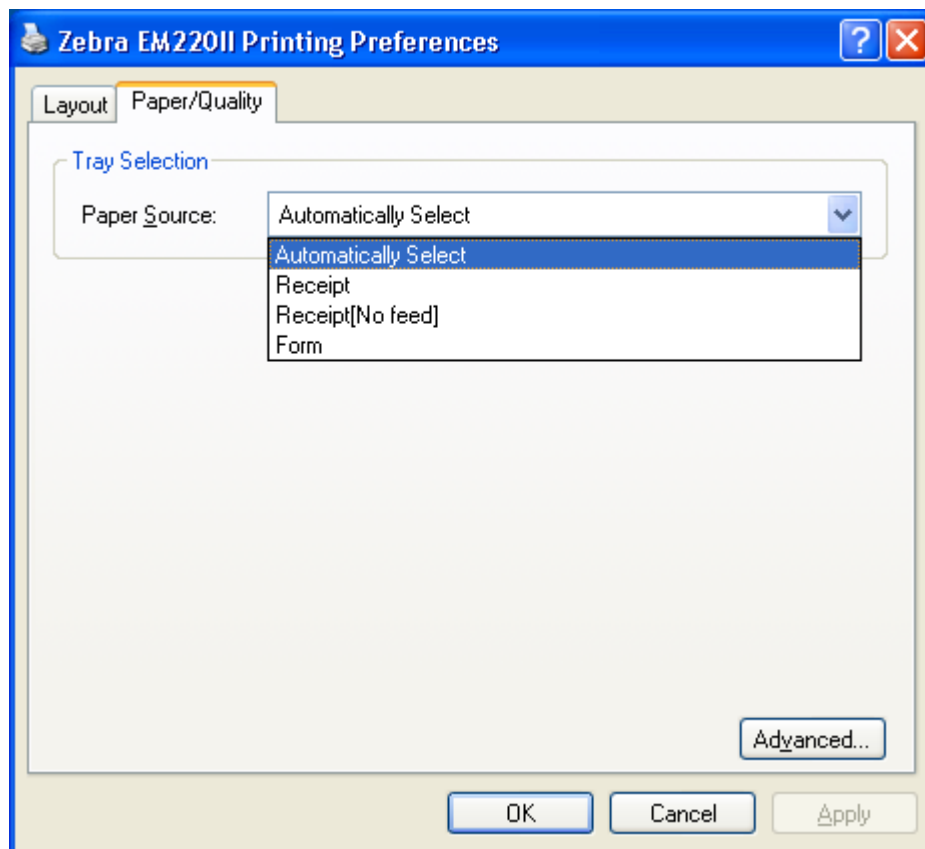 Zebra EM220II Printing Preferences
Layout
Paper/Quality
Tray Selection
Paper Source:
Automatically Select
Automatically Select
Receipt
Receipt[No feed]
Form
Advanced...
OK
Cancel
Apply